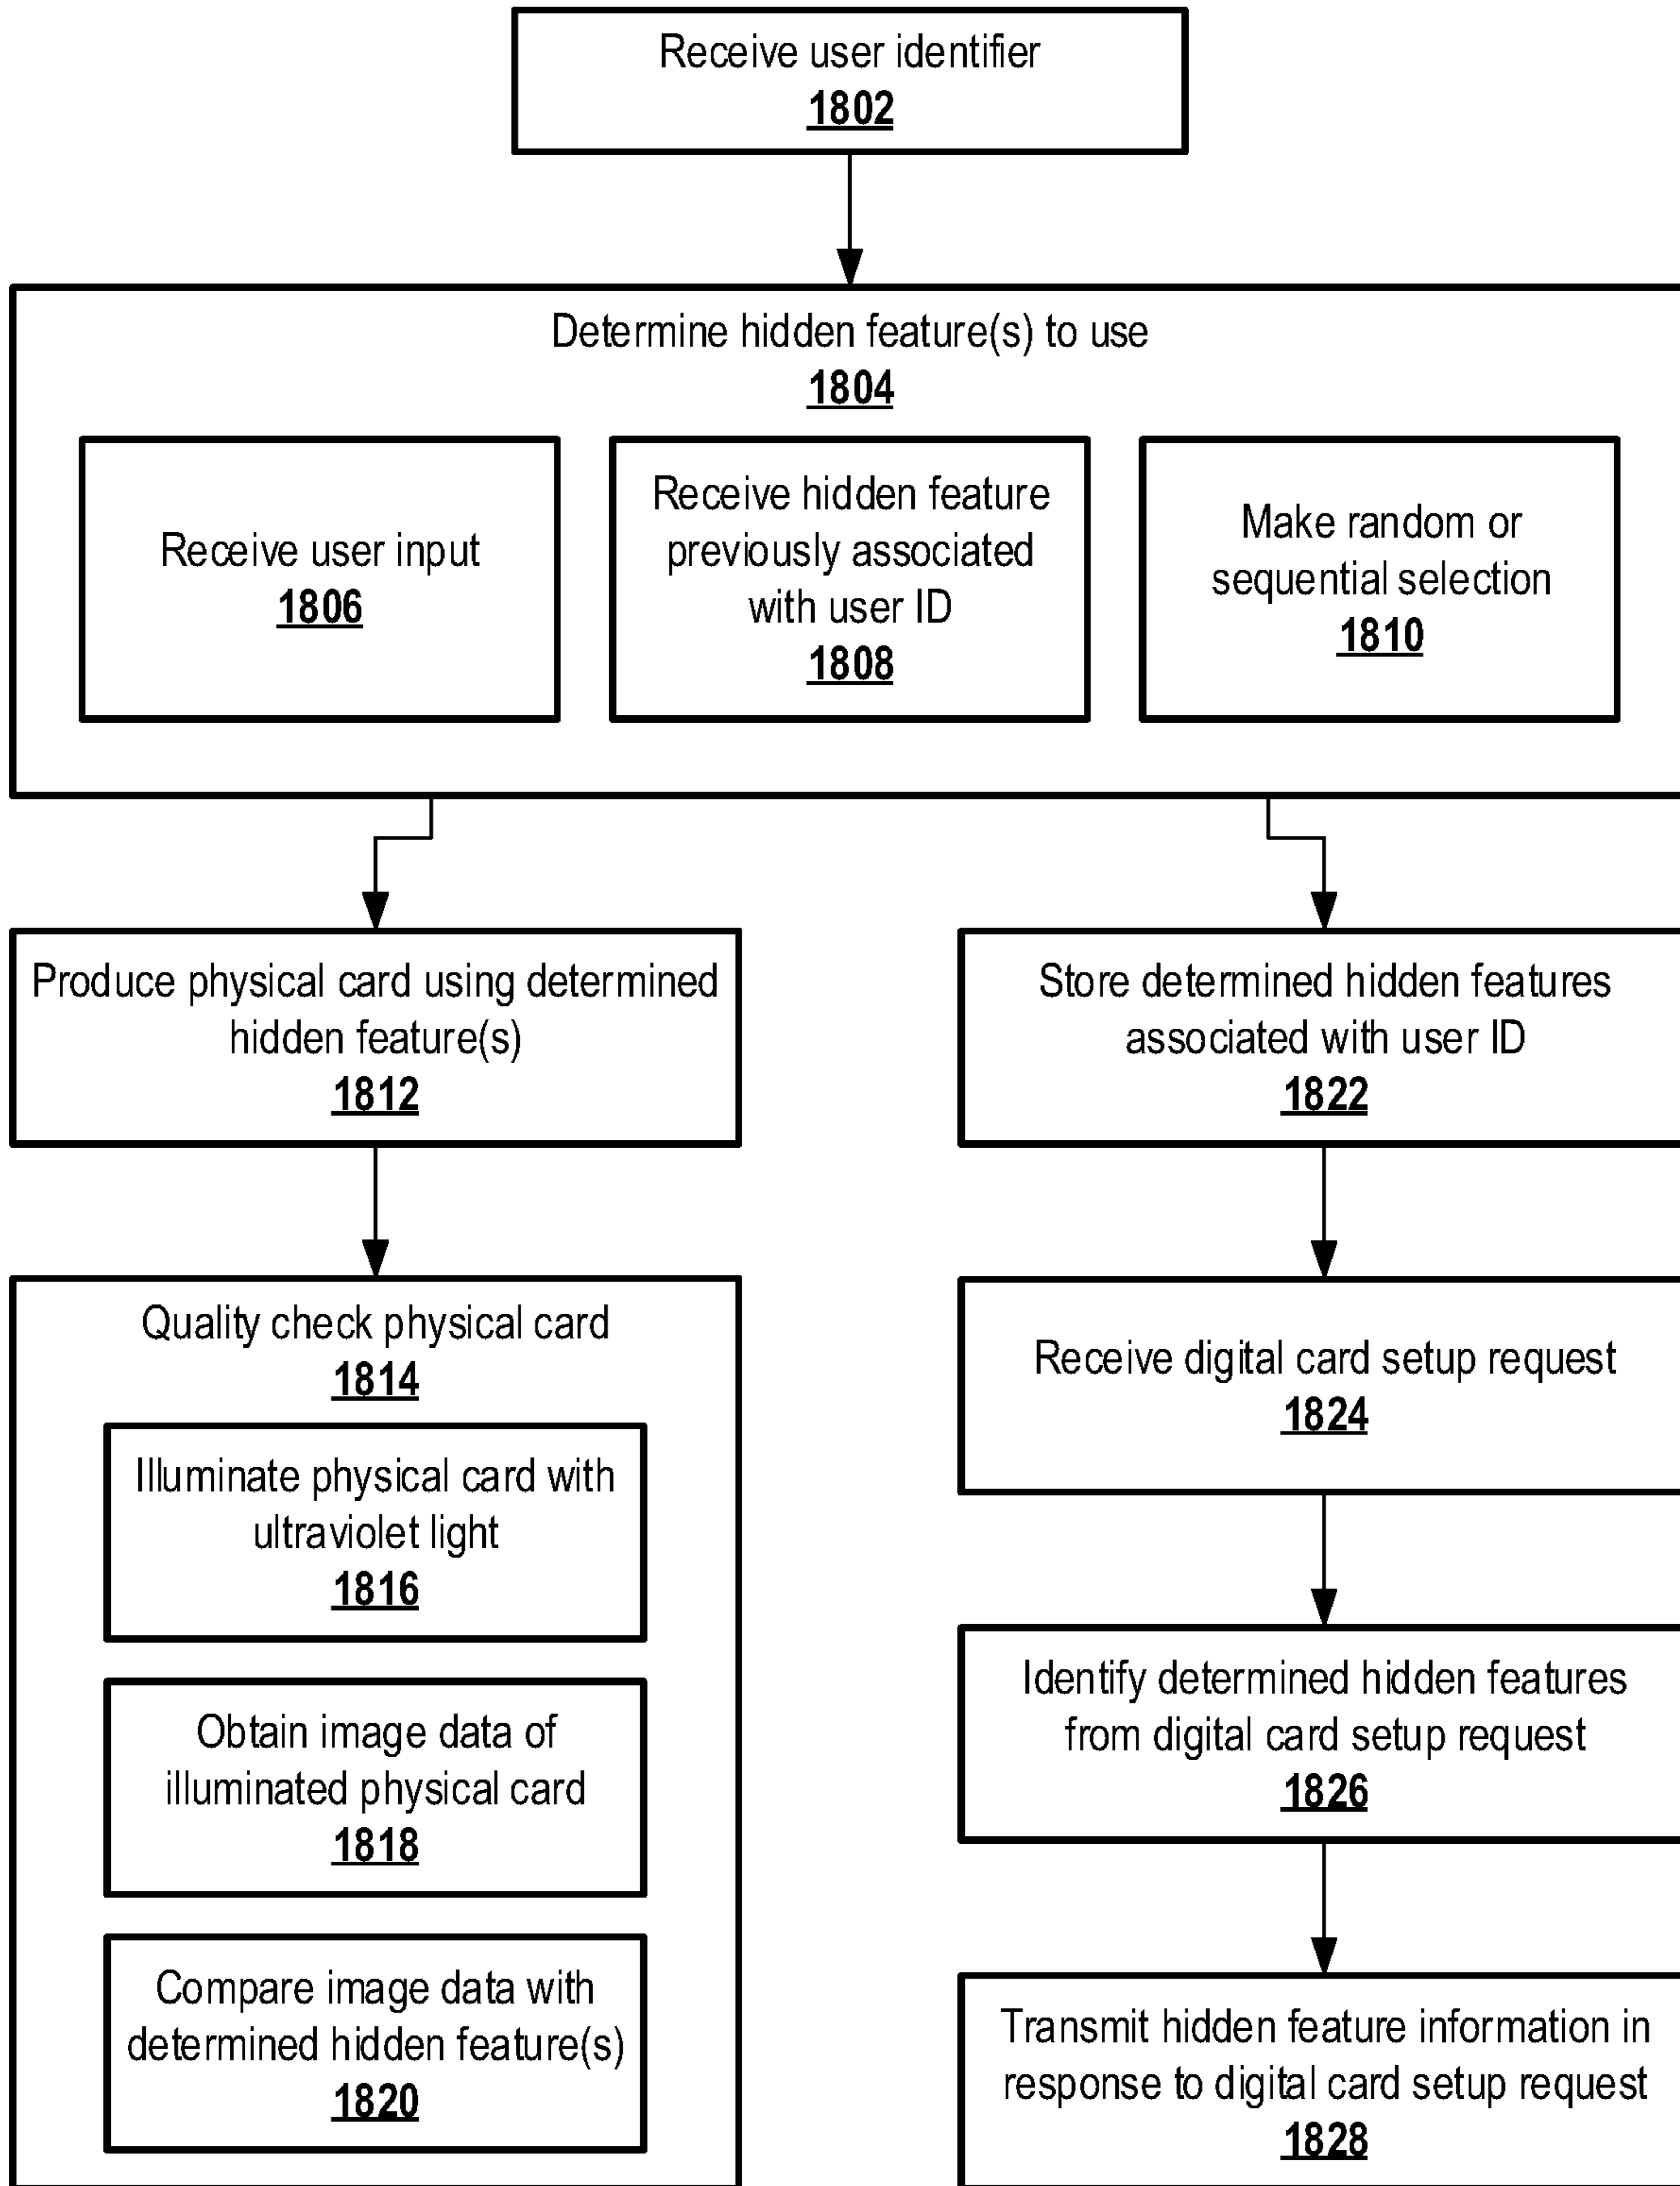 Receive user identifier
1802
Determine hidden feature(s) to use
1804
Receive user input
1806
Receive hidden feature
previously associated
with user ID
1808
Make random or
sequential selection
1810
Produce physical card using determined
hidden feature(s)
1812
Quality check physical card
1814
Illuminate physical card with
ultraviolet light
1816
Obtain image data of
illuminated physical card
1818
Compare image data with
determined hidden feature(s)
1820
Store determined hidden features
associated with user ID
1822
Receive digital card setup request
1824
Identify determined hidden features
from digital card setup request
1826
Transmit hidden feature information in
response to digital card setup request
1828